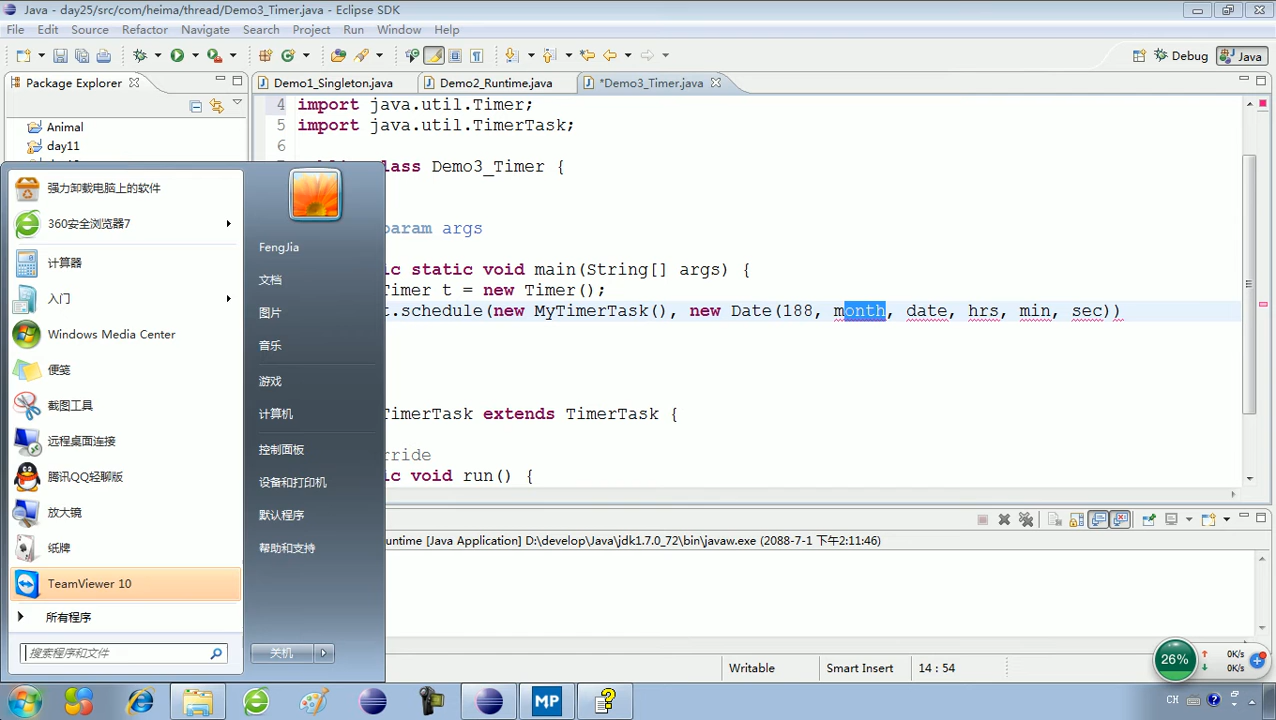 Java - day25/src/com/heima/thread/Demo3_Timer.java - Eclipse SDK
File Edit Source Refactor Navigate Search Project Run Window Help
Debug Java
Package Explorer
Demo1_Singleton.java Demo2_Runtime.java *Demo3_Timer.java
Animal
day11
4 import java.util.Timer;
5 import java.util.TimerTask;
6
lass Demo3_Timer {
aram args
ic static void main(String[] args) {
Timer t = new Timer();
t.schedule(new MyTimerTask(), new Date(188, month, date, hrs, min, sec))
TimerTask extends TimerTask {
rride
ic void run() {
untime [Java Application] D:\develop\Java\jdk1.7.0_72\bin\javaw.exe (2088-7-1 下午2:11:46)
强力卸载电脑上的软件
360安全浏览器7
计算器
入门
Windows Media Center
便笺
截图工具
远程桌面连接
腾讯QQ轻聊版
放大镜
纸牌
TeamViewer 10
所有程序
搜索程序和文件
FengJia
文档
图片
音乐
游戏
计算机
控制面板
设备和打印机
默认程序
帮助和支持
关机
Writable Smart Insert 14 : 54
26% 0K/s
0K/s
MP
CH